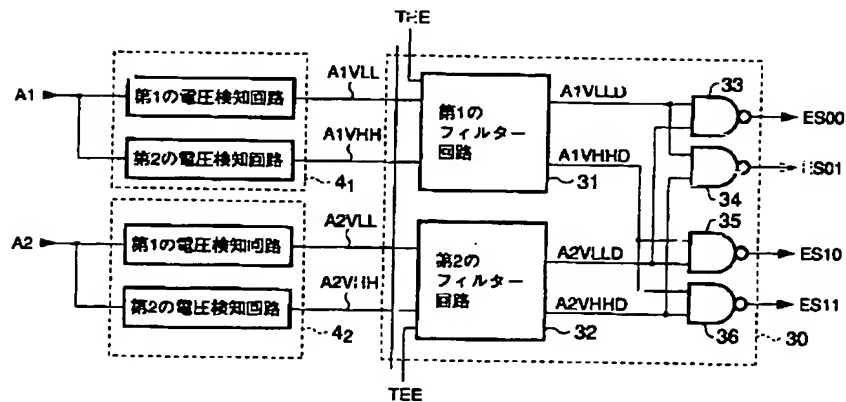 TEE
A1
第1の電圧検知回路
A1VLL
第2の電圧検知回路
A1VHH
4₁
第1の
フィルター
回路
31
A1VLLD
A1VHHD
33
ES00
34
ES01
A2
第1の電圧検知回路
A2VLL
第2の電圧検知回路
A2VHH
4₂
第2の
フィルター
回路
32
A2VLLD
A2VHHD
35
ES10
36
ES11
30
TEE